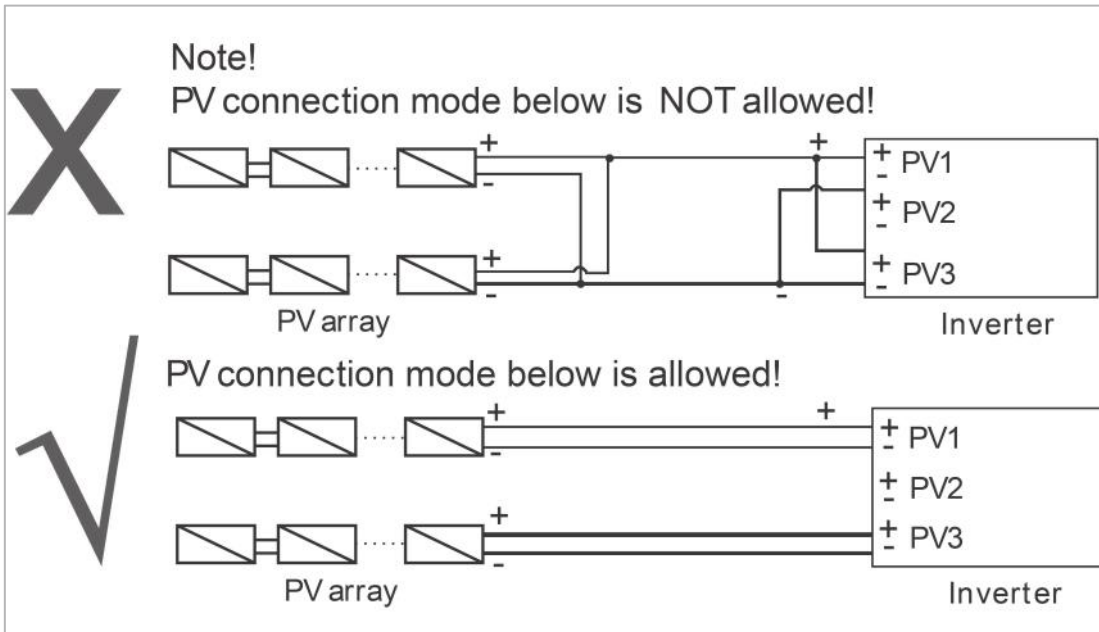 X
Note!
PV connection mode below is NOT allowed!
+ + + PV1
- -
+ PV2
-
+ + PV3
- - -
PV array
Inverter
PV connection mode below is allowed!
+ + + PV1
- -
+ PV2
-
+ + PV3
- -
PV array
Inverter